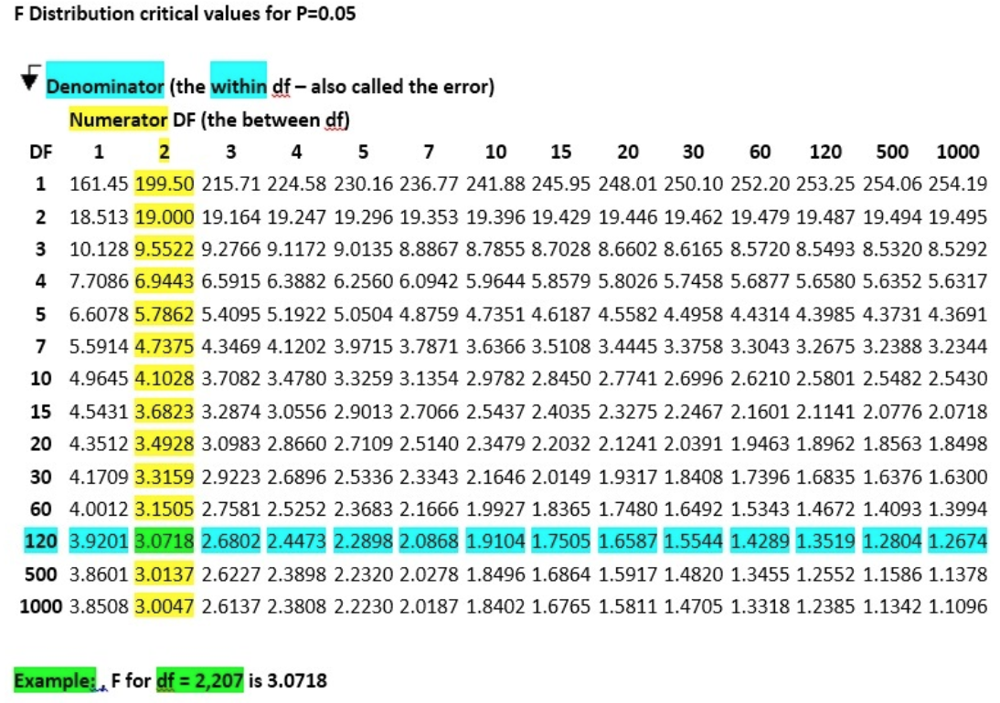 F Distribution critical values for P=0.05
Denominator (the within df – also called the error)
Numerator DF (the between df)
DF 1 2 3 4 5 7 10 15 20 30 60 120 500 1000
1 161.45 199.50 215.71 224.58 230.16 236.77 241.88 245.95 248.01 250.10 252.20 253.25 254.06 254.19
2 18.513 19.000 19.164 19.247 19.296 19.353 19.396 19.429 19.446 19.462 19.479 19.487 19.494 19.495
3 10.128 9.5522 9.2766 9.1172 9.0135 8.8867 8.7855 8.7028 8.6602 8.6165 8.5720 8.5493 8.5320 8.5292
4 7.7086 6.9443 6.5915 6.3882 6.2560 6.0942 5.9644 5.8579 5.8026 5.7458 5.6877 5.6580 5.6352 5.6317
5 6.6078 5.7862 5.4095 5.1922 5.0504 4.8759 4.7351 4.6187 4.5582 4.4958 4.4314 4.3985 4.3731 4.3691
7 5.5914 4.7375 4.3469 4.1202 3.9715 3.7871 3.6366 3.5108 3.4445 3.3758 3.3043 3.2675 3.2388 3.2344
10 4.9645 4.1028 3.7082 3.4780 3.3259 3.1354 2.9782 2.8450 2.7741 2.6996 2.6210 2.5801 2.5482 2.5430
15 4.5431 3.6823 3.2874 3.0556 2.9013 2.7066 2.5437 2.4035 2.3275 2.2467 2.1601 2.1141 2.0776 2.0718
20 4.3512 3.4928 3.0983 2.8660 2.7109 2.5140 2.3479 2.2032 2.1241 2.0391 1.9463 1.8962 1.8563 1.8498
30 4.1709 3.3159 2.9223 2.6896 2.5336 2.3343 2.1646 2.0149 1.9317 1.8408 1.7396 1.6835 1.6376 1.6300
60 4.0012 3.1505 2.7581 2.5252 2.3683 2.1666 1.9927 1.8365 1.7480 1.6492 1.5343 1.4672 1.4093 1.3994
120 3.9201 3.0718 2.6802 2.4473 2.2898 2.0868 1.9104 1.7505 1.6587 1.5544 1.4289 1.3519 1.2804 1.2674
500 3.8601 3.0137 2.6227 2.3898 2.2320 2.0278 1.8496 1.6864 1.5917 1.4820 1.3455 1.2552 1.1586 1.1378
1000 3.8508 3.0047 2.6137 2.3808 2.2230 2.0187 1.8402 1.6765 1.5811 1.4705 1.3318 1.2385 1.1342 1.1096
Example: , F for df = 2,207 is 3.0718